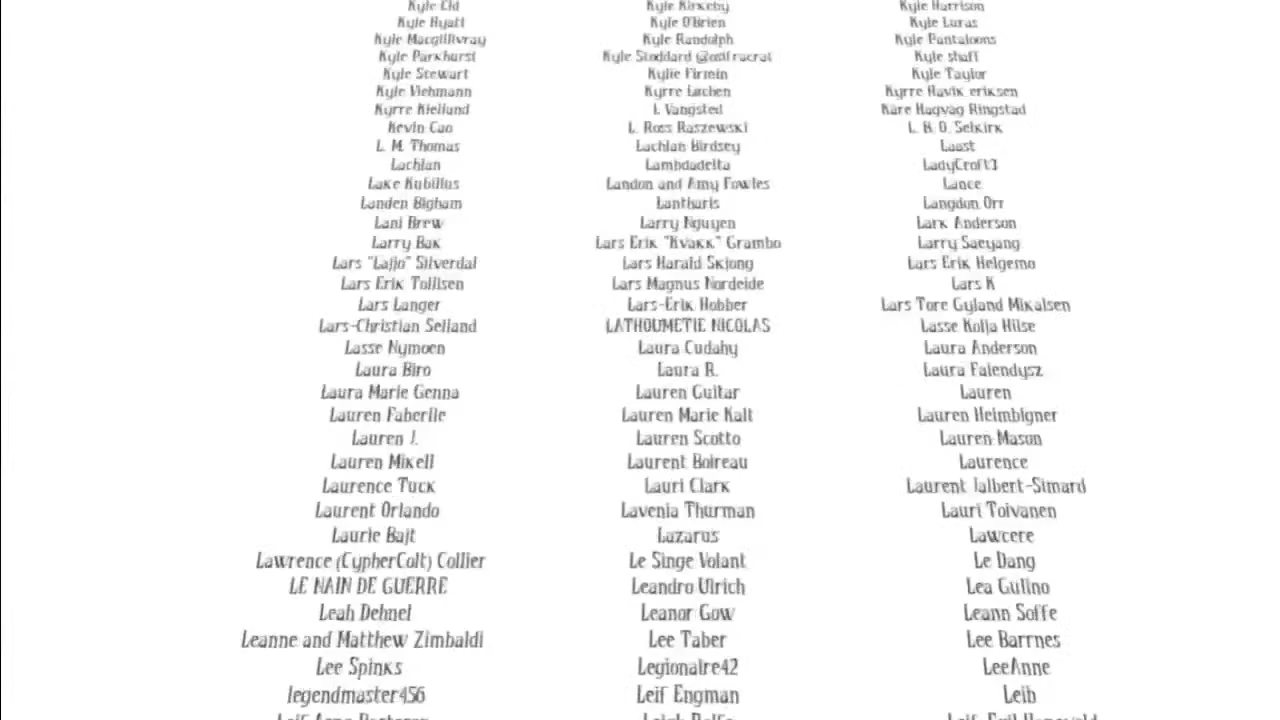 Kyle Kirkeby Kyle Harrison
Kyle Hyatt Kyle O'Brien Kyle Luras
Kyle Macgillivray Kyle Randolph Kyle Pantaloons
Kyle Parkhurst Kyle Stoddard Kyle shaff
Kyle Stewart Kylie Firmin Kyle Taylor
Kyle Viehmann Kyrre Lachen Kyrre Havik eriksen
Kyrre Kielland L Vangsted Kåre Hagvåg Ringstad
Kevin Cao L. Ross Raszewski L. H. O. Selkirk
L. M. Thomas Lachlan Birdsey Laast
Lachlan Lambdadelta LadyCroft3
Lake Kubilius Landon and Amy Fowles Lance
Landen Bigham Lantharis Langdon Orr
Lani Brew Larry Nguyen Lark Anderson
Larry Bak Lars Erik "Kvakk" Grambo Larry Saeyang
Lars "Lajjo" Silverdal Lars Harald Skjong Lars Erik Helgemo
Lars Erik Tollisen Lars Magnus Nordeide Lars K
Lars Langer Lars-Erik Hobber Lars Tore Gyland Mikalsen
Lars-Christian Selland LATHOUMETIE NICOLAS Lasse Kolja Hilse
Lasse Nymoen Laura Cudahy Laura Anderson
Laura Biro Laura R. Laura Falendysz
Laura Marie Genna Lauren Guitar Lauren
Lauren Faberlle Lauren Marie Kalt Lauren Heimbigner
Lauren J. Lauren Scotto Lauren Mason
Lauren Mikell Laurent Boireau Laurence
Laurence Tuck Lauri Clark Laurent Jalbert-Simard
Laurent Orlando Lavenia Thurman Lauri Toivanen
Laurie Bajt Lazarus Lawcere
Lawrence (CypherColt) Collier Le Singe Volant Le Dang
LE NAIN DE GUERRE Leandro Ulrich Lea Gulino
Leah Dehnel Leanor Gow Leann Soffe
Leanne and Matthew Zimbaldi Lee Taber Lee Barrnes
Lee Spinks Legionaire42 LeeAnne
legendmaster456 Leif Engman Leib